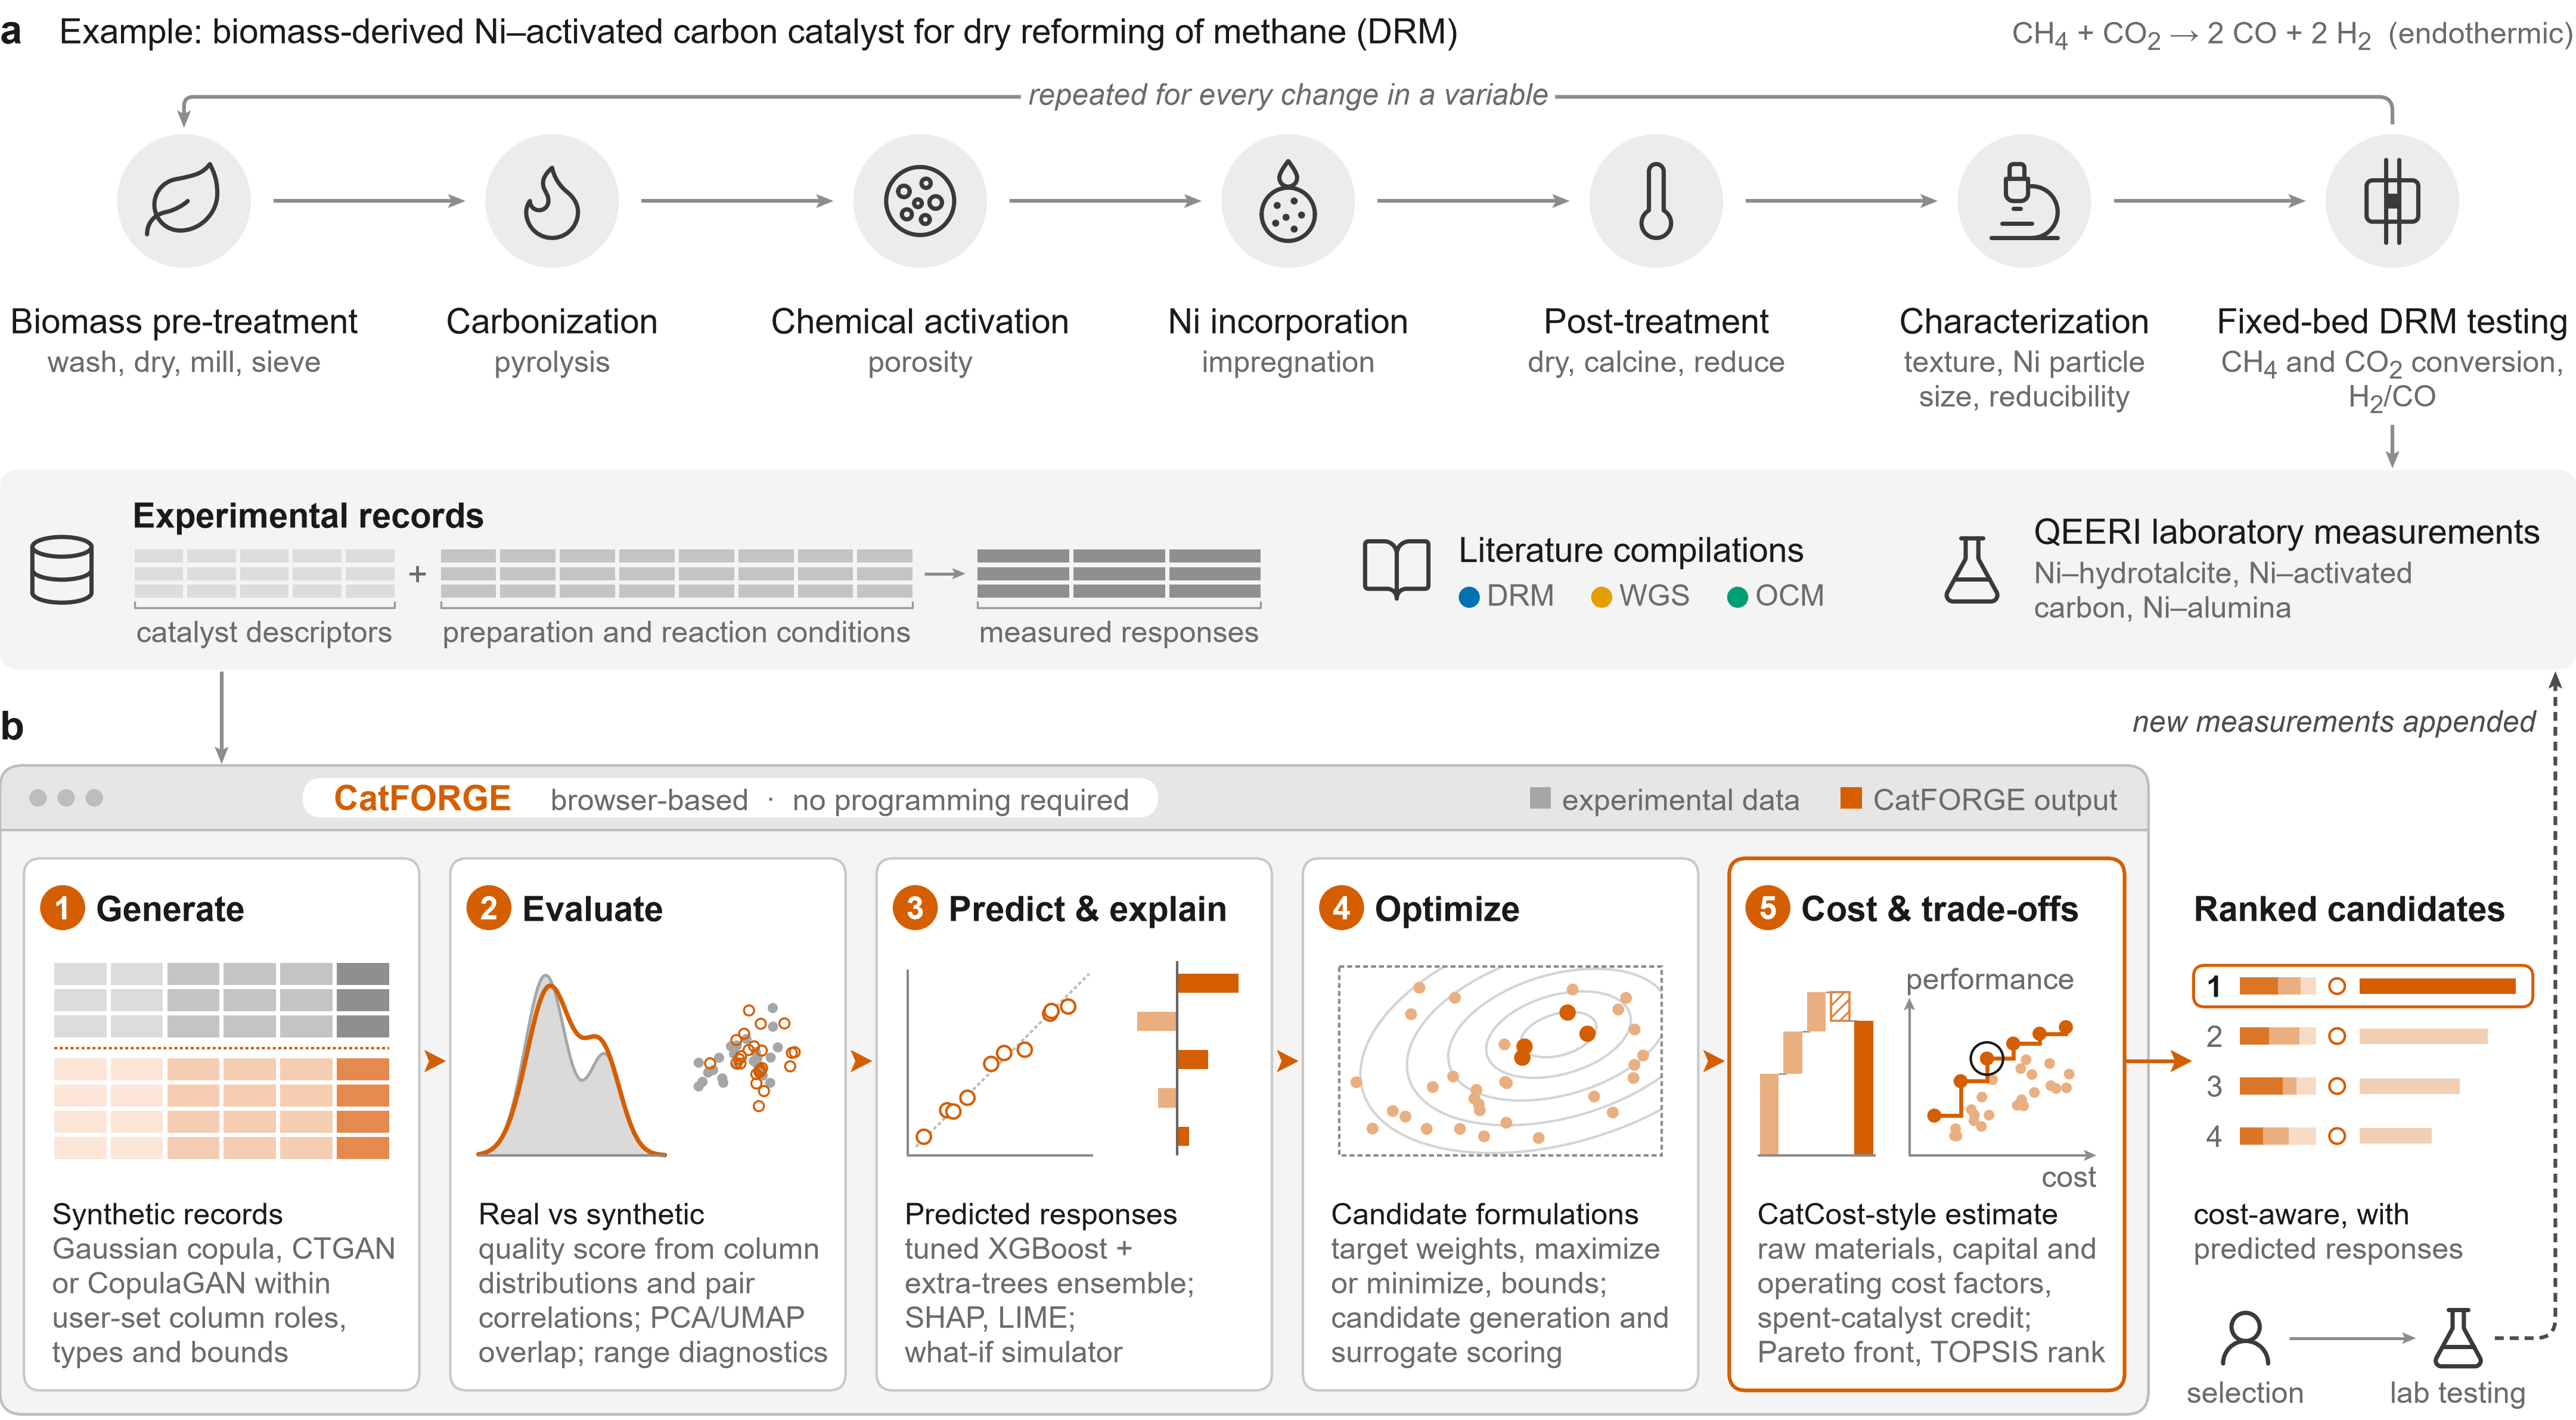 a Example: biomass-derived Ni–activated carbon catalyst for dry reforming of methane (DRM)
CH4 + CO2 → 2 CO + 2 H2 (endothermic)
repeated for every change in a variable
Biomass pre-treatment
wash, dry, mill, sieve
Carbonization
pyrolysis
Chemical activation
porosity
Ni incorporation
impregnation
Post-treatment
dry, calcine, reduce
Characterization
texture, Ni particle
size, reducibility
Fixed-bed DRM testing
CH4 and CO2 conversion,
H2/CO
Experimental records
+
catalyst descriptors
preparation and reaction conditions
measured responses
Literature compilations
DRM WGS OCM
QEERI laboratory measurements
Ni–hydrotalcite, Ni–activated
carbon, Ni–alumina
b
new measurements appended
CatFORGE browser-based · no programming required
experimental data CatFORGE output
1 Generate
Synthetic records
Gaussian copula, CTGAN
or CopulaGAN within
user-set column roles,
types and bounds
2 Evaluate
Real vs synthetic
quality score from column
distributions and pair
correlations; PCA/UMAP
overlap; range diagnostics
3 Predict & explain
Predicted responses
tuned XGBoost +
extra-trees ensemble;
SHAP, LIME;
what-if simulator
4 Optimize
Candidate formulations
target weights, maximize
or minimize, bounds;
candidate generation and
surrogate scoring
5 Cost & trade-offs
performance
cost
CatCost-style estimate
raw materials, capital and
operating cost factors,
spent-catalyst credit;
Pareto front, TOPSIS rank
Ranked candidates
1
2
3
4
cost-aware, with
predicted responses
selection
lab testing